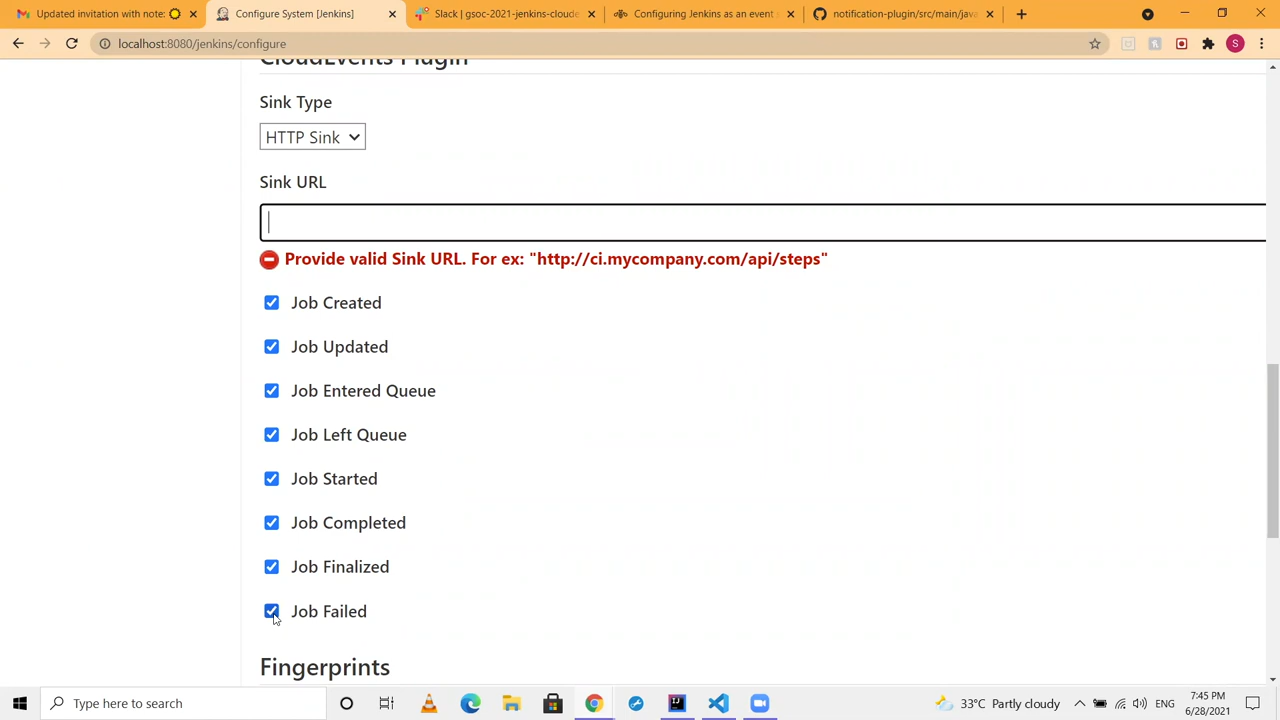 Updated invitation with note:
Configure System [Jenkins]
Slack | gsoc-2021-jenkins-cloude
Configuring Jenkins as an event s
notification-plugin/src/main/java
localhost:8080/jenkins/configure
S
CloudEvents Plugin
Sink Type
HTTP Sink
Sink URL
Provide valid Sink URL. For ex: "http://ci.mycompany.com/api/steps"
Job Created
Job Updated
Job Entered Queue
Job Left Queue
Job Started
Job Completed
Job Finalized
Job Failed
Fingerprints
Type here to search
33°C Partly cloudy
ENG
7:45 PM
6/28/2021